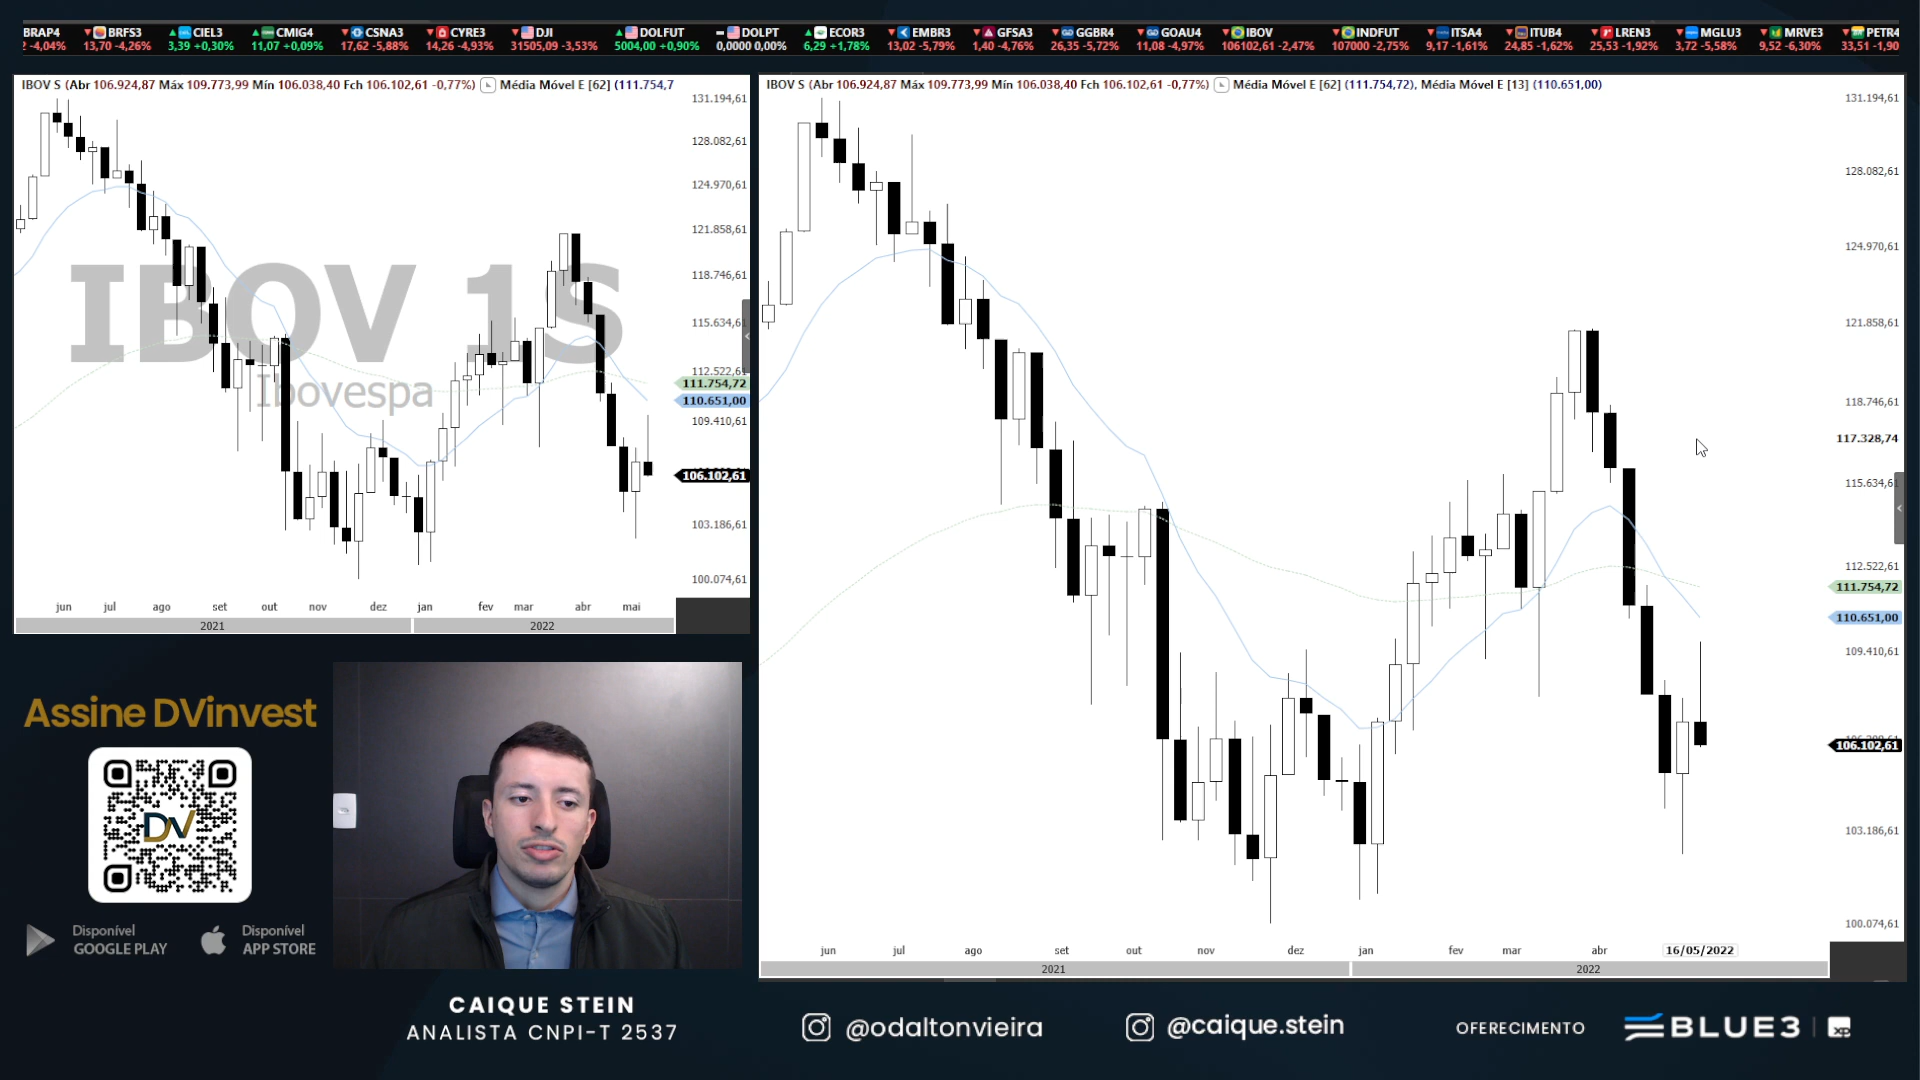 BRAP4 BRFS3 CIEL3 CMIG4 CSNA3 CYRE3 DJI DOLFUT DOLPT ECOR3 EMBR3 GFSA3 GGBR4 GOAU4 IBOV INDFUT ITSA4 ITUB4 LREN3 MGLU3 MRVE3 PETR4
2 -4,04% 13,70 -4,26% 3,39 +0,30% 11,07 +0,09% 17,62 -5,88% 14,26 -4,93% 31505,09 -3,53% 5004,00 +0,90% 0,0000 0,00% 6,29 +1,78% 13,02 -5,79% 1,40 -4,76% 26,35 -5,72% 11,08 -4,97% 106102,61 -2,47% 107000 -2,75% 9,17 -1,61% 24,85 -1,62% 25,53 -1,92% 3,72 -5,58% 9,52 -6,30% 33,51 -1,90
IBOV S (Abr 106.924,87 Máx 109.773,99 Mín 106.038,40 Fch 106.102,61 -0,77%) Média Móvel E [62] (111.754,7
131.194,61
128.082,61
124.970,61
121.858,61
118.746,61
115.634,61
112.522,61
111.754,72
110.651,00
109.410,61
106.102,61
103.186,61
100.074,61
IBOV 1S
Ibovespa
jun jul ago set out nov dez jan fev mar abr mai
2021 2022
IBOV S (Abr 106.924,87 Máx 109.773,99 Mín 106.038,40 Fch 106.102,61 -0,77%) Média Móvel E [62] (111.754,72), Média Móvel E [13] (110.651,00)
131.194,61
128.082,61
124.970,61
121.858,61
118.746,61
117.328,74
115.634,61
112.522,61
111.754,72
110.651,00
109.410,61
106.102,61
103.186,61
100.074,61
jun jul ago set out nov dez jan fev mar abr 16/05/2022
2021 2022
Assine DVinvest
DV
Disponível
GOOGLE PLAY
Disponível
APP STORE
CAIQUE STEIN
ANALISTA CNPI-T 2537
@odaltonvieira
@caique.stein
OFERECIMENTO
BLUE3
xp